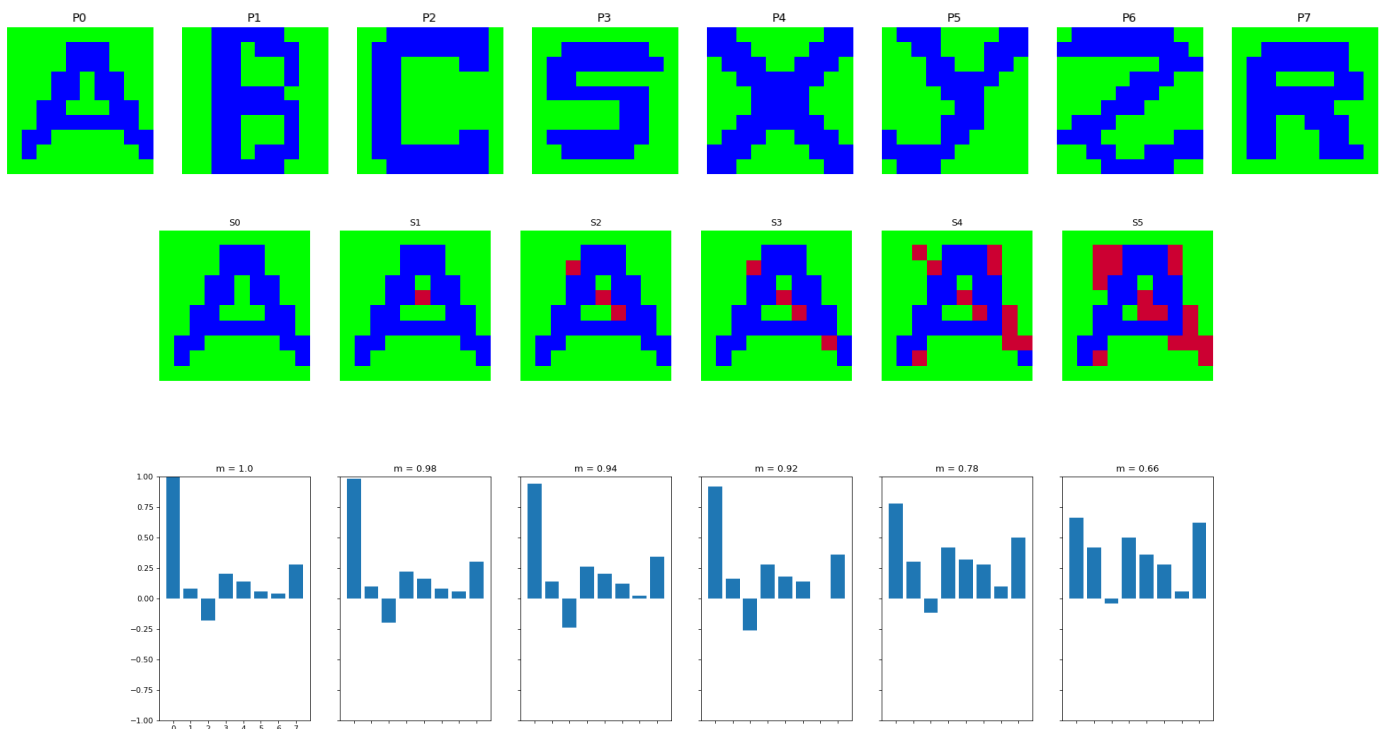 P0 P1 P2 P3 P4 P5 P6 P7
A B C S X Y Z R
S0 S1 S2 S3 S4 S5
A A A A A A
m = 1.0 m = 0.98 m = 0.94 m = 0.92 m = 0.78 m = 0.66
1.00
0.75
0.50
0.25
0.00
−0.25
−0.50
−0.75
−1.00
0 1 2 3 4 5 6 7